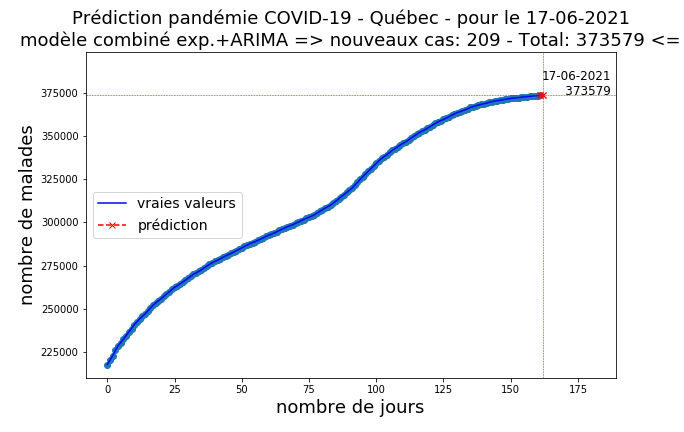 Prédiction pandémie COVID-19 - Québec - pour le 17-06-2021
modèle combiné exp.+ARIMA => nouveaux cas: 209 - Total: 373579 <=
17-06-2021
373579
375000
350000
325000
300000
275000
250000
225000
nombre de malades
vraies valeurs
prédiction
0 25 50 75 100 125 150 175
nombre de jours